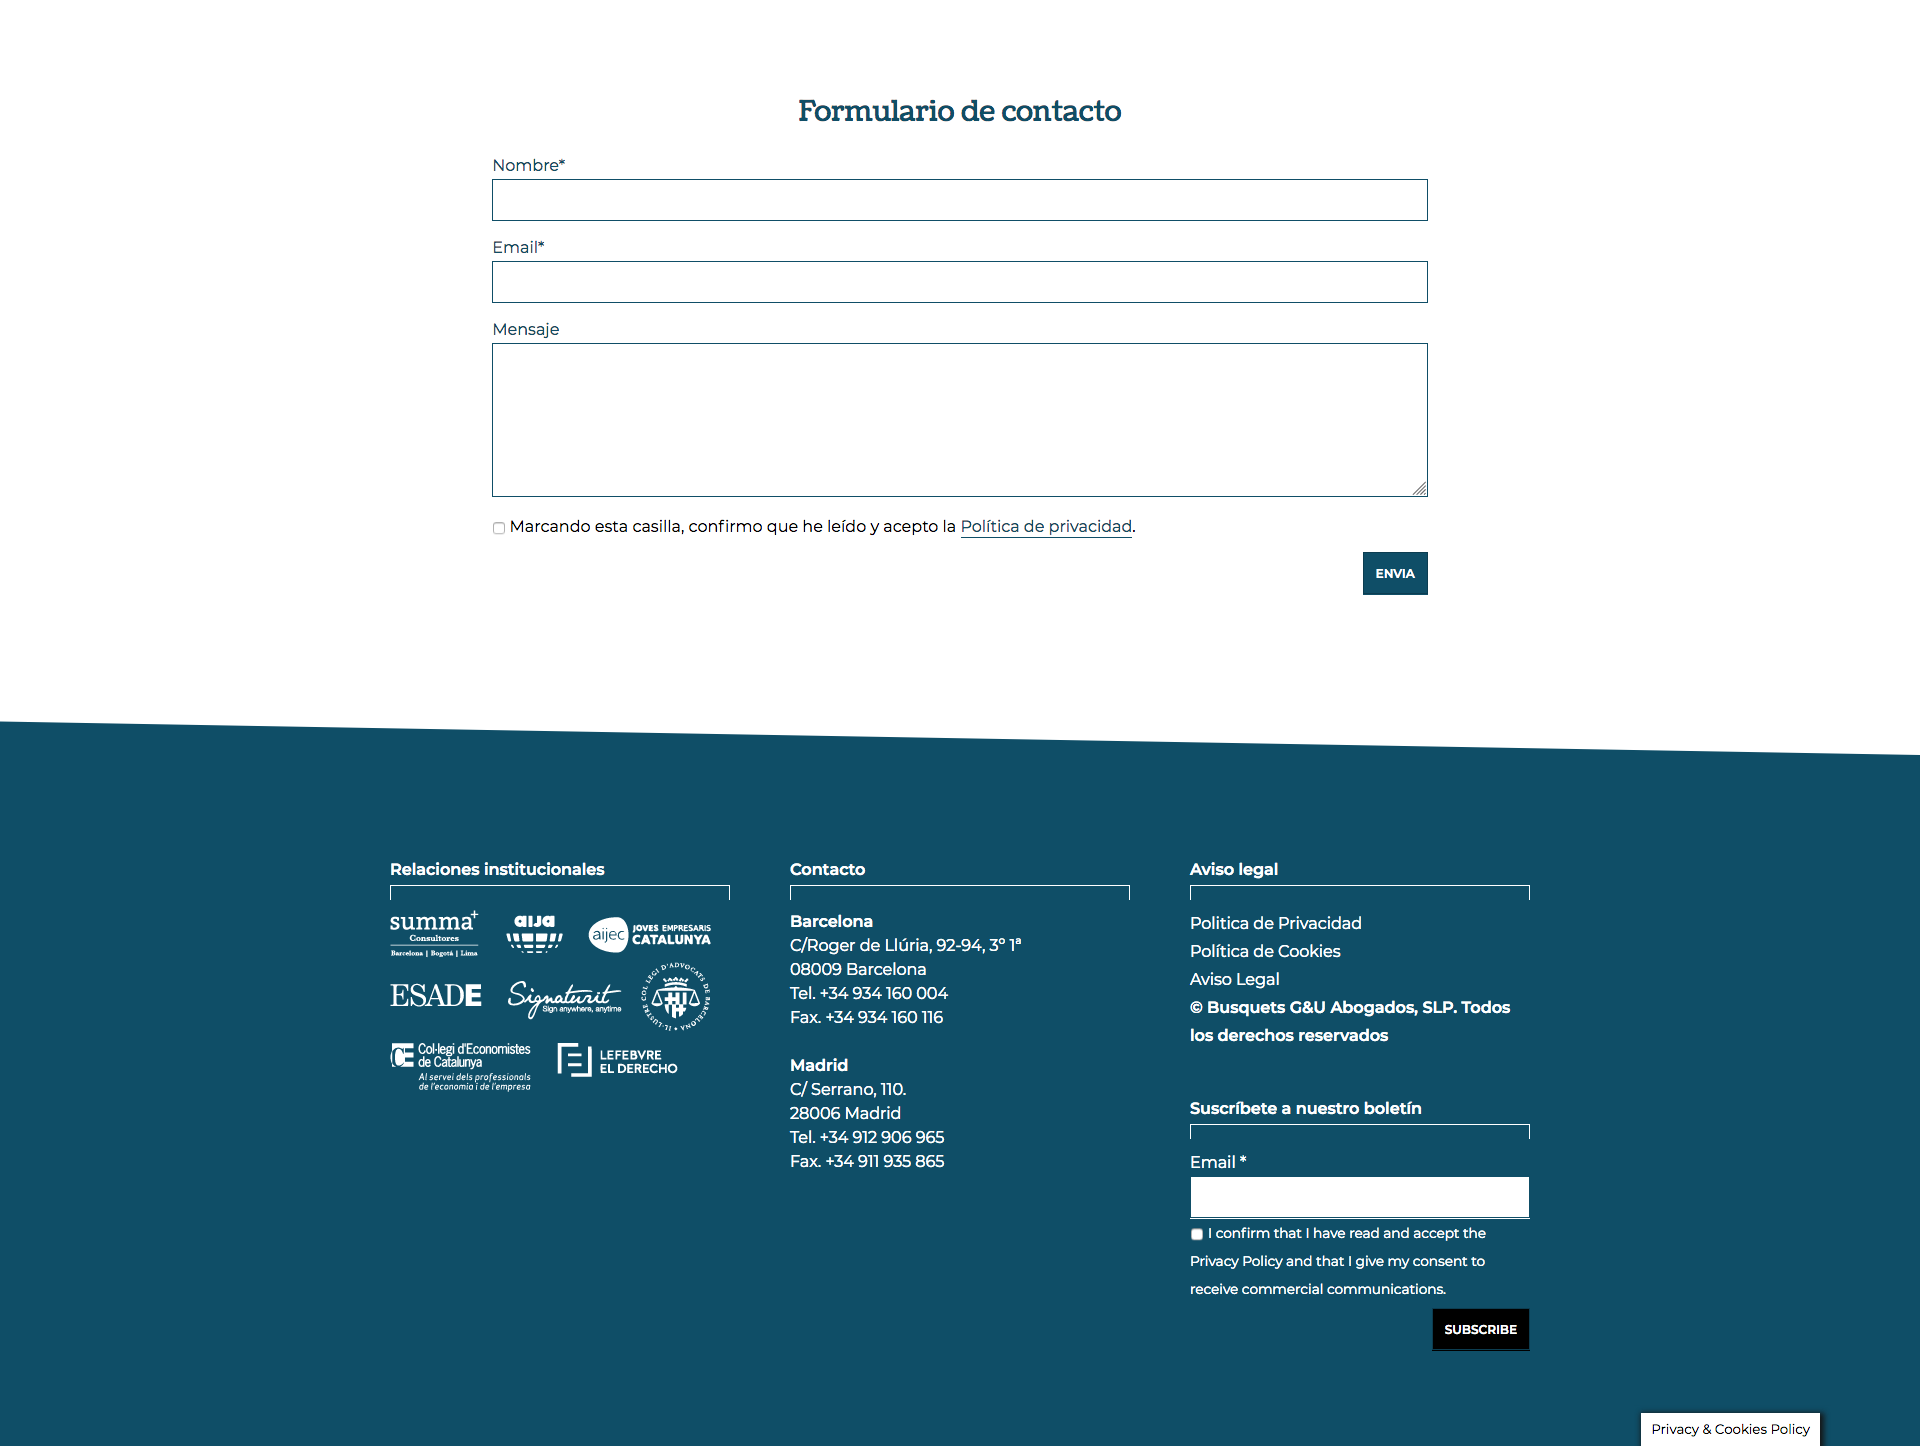 Formulario de contacto
Nombre*
Email*
Mensaje
Marcando esta casilla, confirmo que he leído y acepto la Política de privacidad.
ENVIA
Relaciones institucionales
summa+
Consultores
Barcelona | Bogotá | Lima
aija
aijec JOVES EMPRESARIS
CATALUNYA
ESADE
Signaturit
Sign anywhere, anytime
IL·LUSTRE COL·LEGI D'ADVOCATS DE BARCELONA
CE Col·legi d'Economistes
de Catalunya
Al servei dels professionals
de l'economia i de l'empresa
LEFEBVRE
EL DERECHO
Contacto
Barcelona
C/Roger de Llúria, 92-94, 3º 1ª
08009 Barcelona
Tel. +34 934 160 004
Fax. +34 934 160 116
Madrid
C/ Serrano, 110.
28006 Madrid
Tel. +34 912 906 965
Fax. +34 911 935 865
Aviso legal
Politica de Privacidad
Política de Cookies
Aviso Legal
© Busquets G&U Abogados, SLP. Todos
los derechos reservados
Suscríbete a nuestro boletín
Email *
I confirm that I have read and accept the
Privacy Policy and that I give my consent to
receive commercial communications.
SUBSCRIBE
Privacy & Cookies Policy